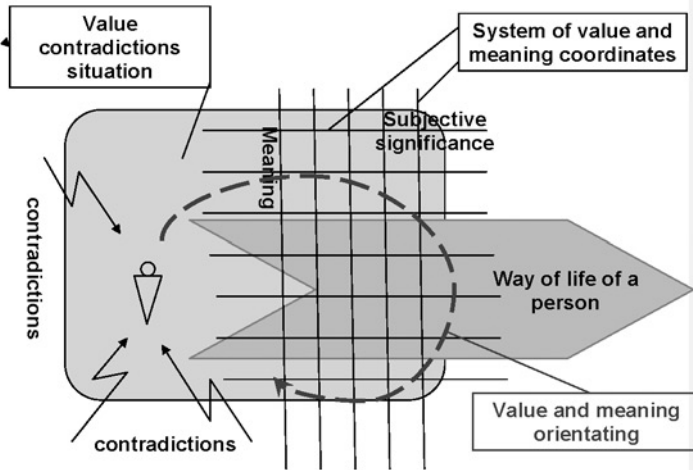 Value
contradictions
situation
System of value and
meaning coordinates
Subjective
significance
Meaning
contradictions
Way of life of a
person
Value and meaning
orientating
contradictions